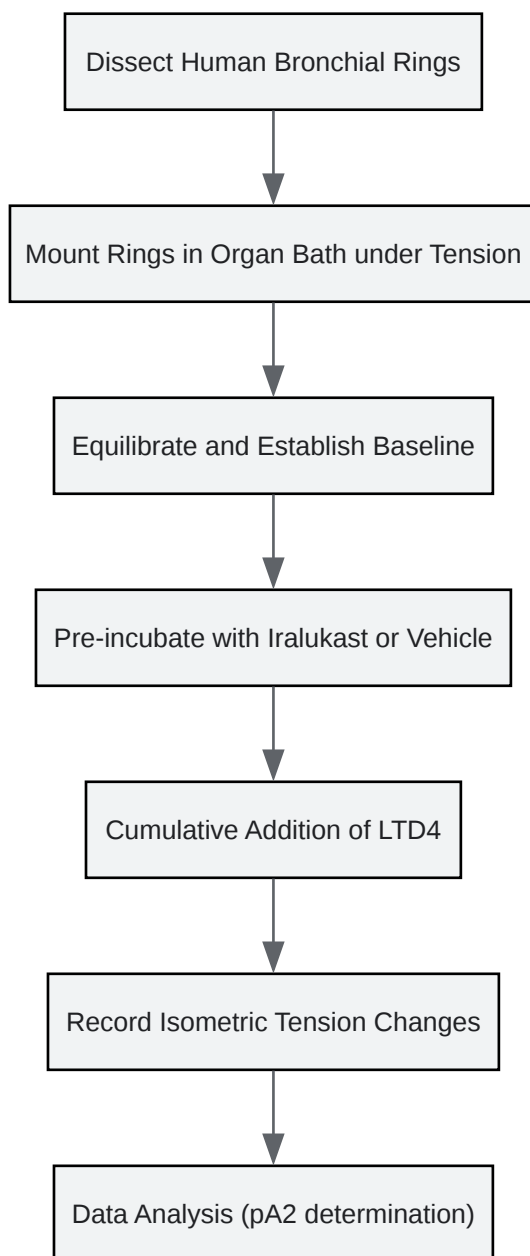 Dissect Human Bronchial Rings
Mount Rings in Organ Bath under Tension
Equilibrate and Establish Baseline
Pre-incubate with Iralukast or Vehicle
Cumulative Addition of LTD4
Record Isometric Tension Changes
Data Analysis (pA2 determination)